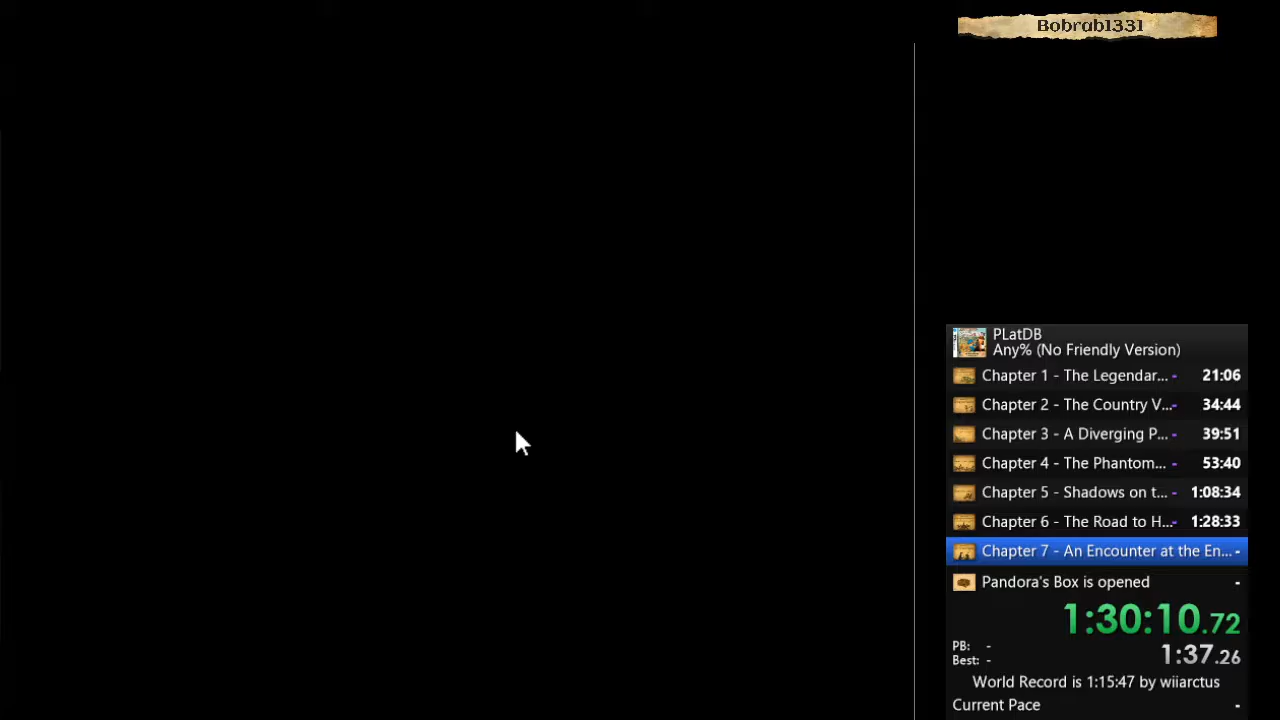 Bobrab1331
PLatDB
Any% (No Friendly Version)
Chapter 1 - The Legendar... - 21:06
Chapter 2 - The Country V... - 34:44
Chapter 3 - A Diverging P... - 39:51
Chapter 4 - The Phantom... - 53:40
Chapter 5 - Shadows on t... - 1:08:34
Chapter 6 - The Road to H... - 1:28:33
Chapter 7 - An Encounter at the En... -
Pandora's Box is opened -
1:30:10.72
PB: -
Best: - 1:37.26
World Record is 1:15:47 by wiiarctus
Current Pace -